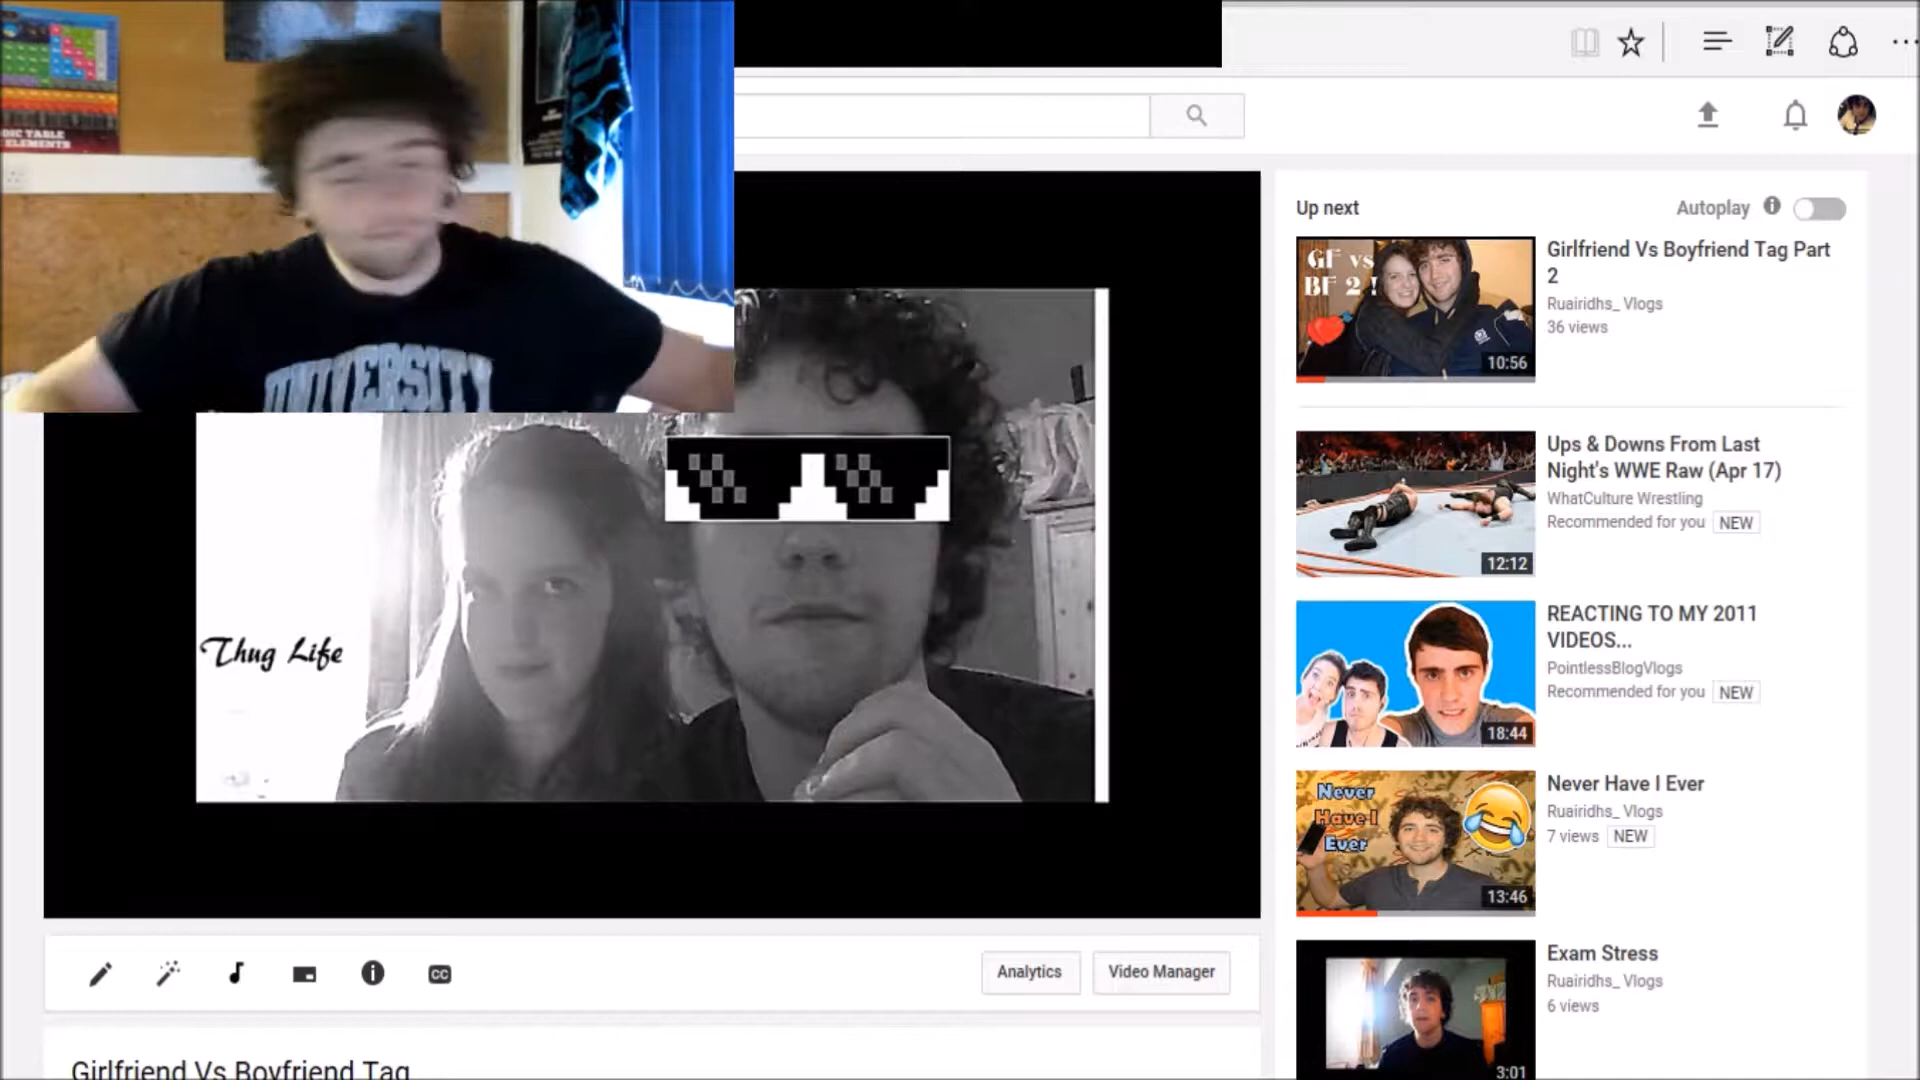 DIC TABLE
ELEMENTS
UNIVERSITY
Thug Life
Up next
Autoplay
GF vs
BF 2 !
10:56
Girlfriend Vs Boyfriend Tag Part
2
Ruairidhs_ Vlogs
36 views
12:12
Ups & Downs From Last
Night's WWE Raw (Apr 17)
WhatCulture Wrestling
Recommended for you NEW
18:44
REACTING TO MY 2011
VIDEOS...
PointlessBlogVlogs
Recommended for you NEW
Never
Have I
Ever
13:46
Never Have I Ever
Ruairidhs_ Vlogs
7 views NEW
3:01
Exam Stress
Ruairidhs_ Vlogs
6 views
CC
Analytics
Video Manager
Girlfriend Vs Boyfriend Tag